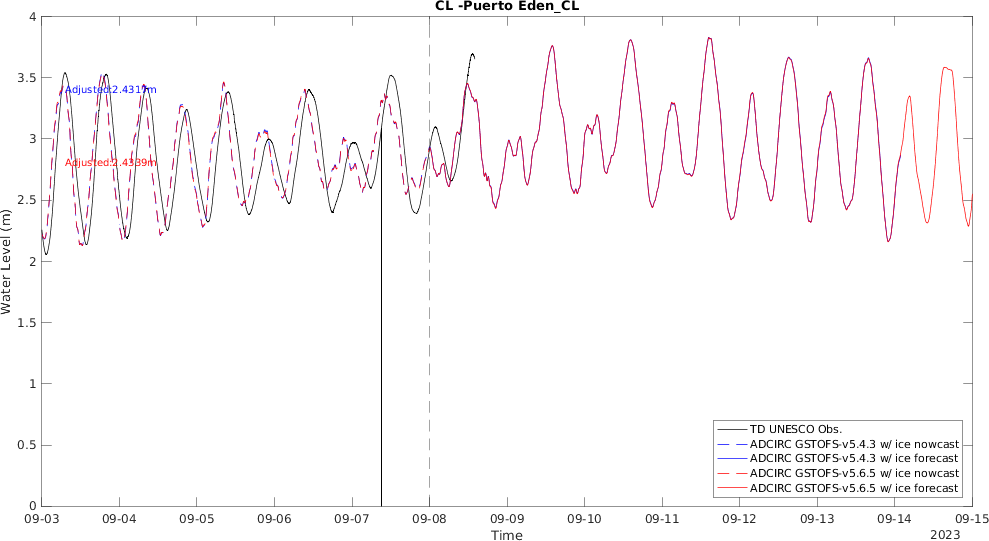 CL -Puerto Eden_CL
4
3.5
3
2.5
2
1.5
1
0.5
0
Water Level (m)
Adjusted:2.4317m
Adjusted:2.4339m
TD UNESCO Obs.
ADCIRC GSTOFS-v5.4.3 w/ ice nowcast
ADCIRC GSTOFS-v5.4.3 w/ ice forecast
ADCIRC GSTOFS-v5.6.5 w/ ice nowcast
ADCIRC GSTOFS-v5.6.5 w/ ice forecast
09-03 09-04 09-05 09-06 09-07 09-08 09-09 09-10 09-11 09-12 09-13 09-14 09-15
Time
2023